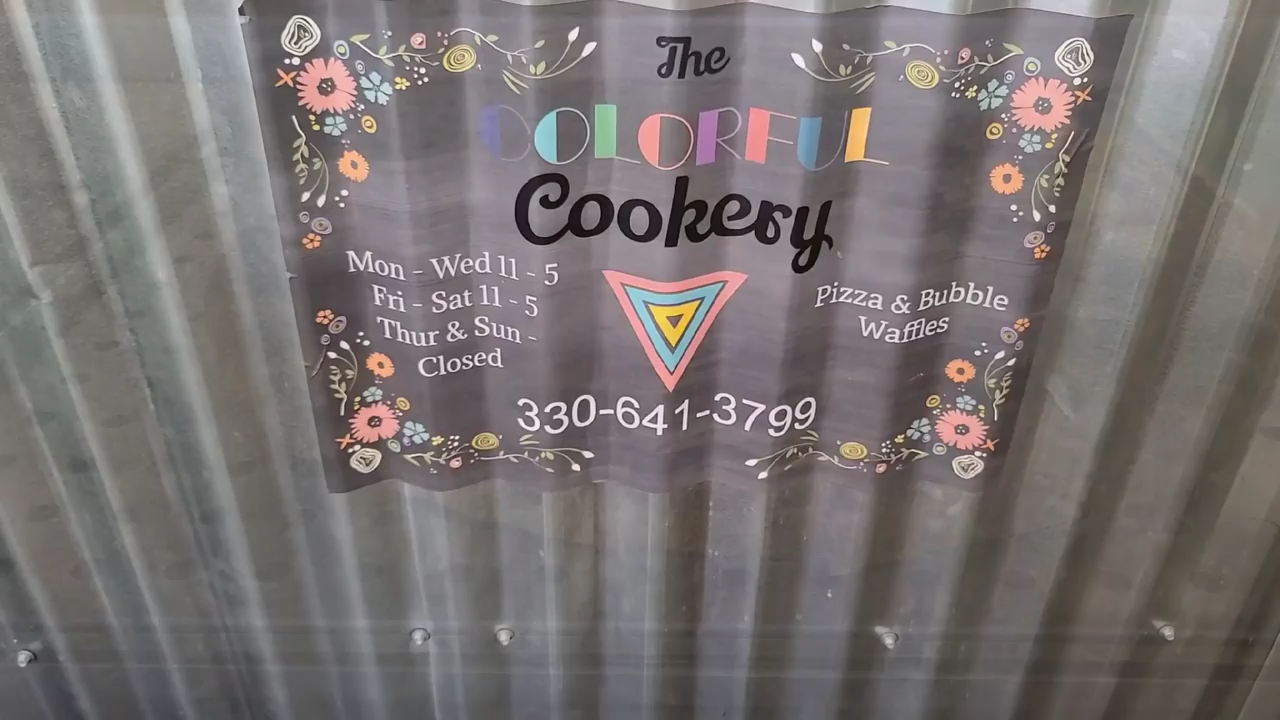 The
COLORFUL
Cookery
Mon - Wed 11 - 5
Fri - Sat 11 - 5
Thur & Sun -
Closed
Pizza & Bubble
Waffles
330-641-3799